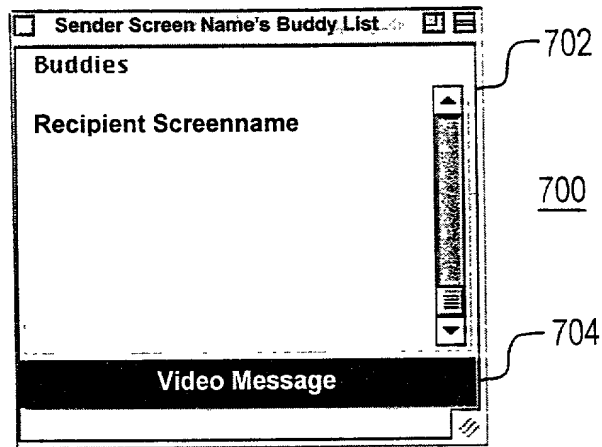 Sender Screen Name's Buddy List
Buddies
702
Recipient Screenname
700
704
Video Message